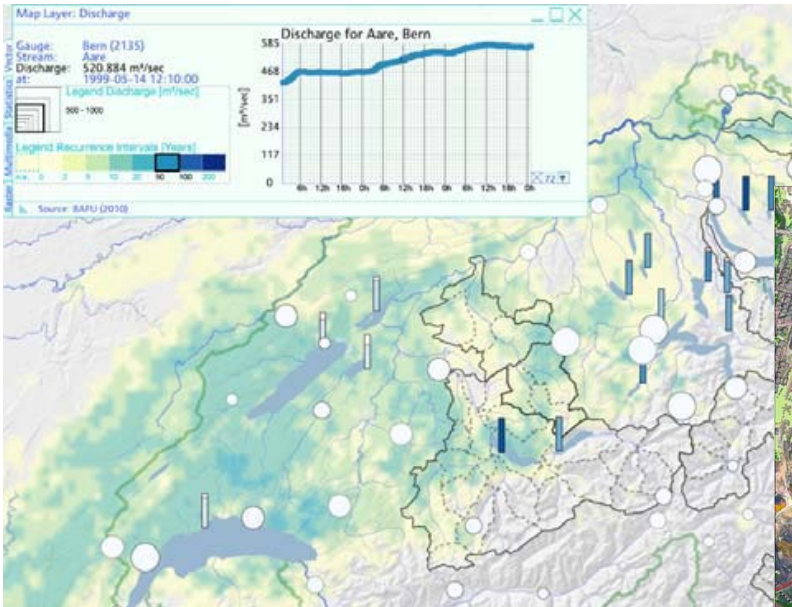 Map Layer: Discharge
Gauge: Bern (2135)
Stream: Aare
Discharge: 520.884 m³/sec
at: 1999-05-14 12:10:00
Legend Discharge [m³/sec]
500 - 1000
Legend Recurrence Intervals [Years]
n.a. 0 2 5 10 20 50 100 200
Source: BAFU (2010)
Raster Multimedia Statistics Vector
Discharge for Aare, Bern
[m³/sec]
585
468
351
234
117
0
6h 12h 18h 0h 6h 12h 18h 0h 6h 12h 18h 0h
72